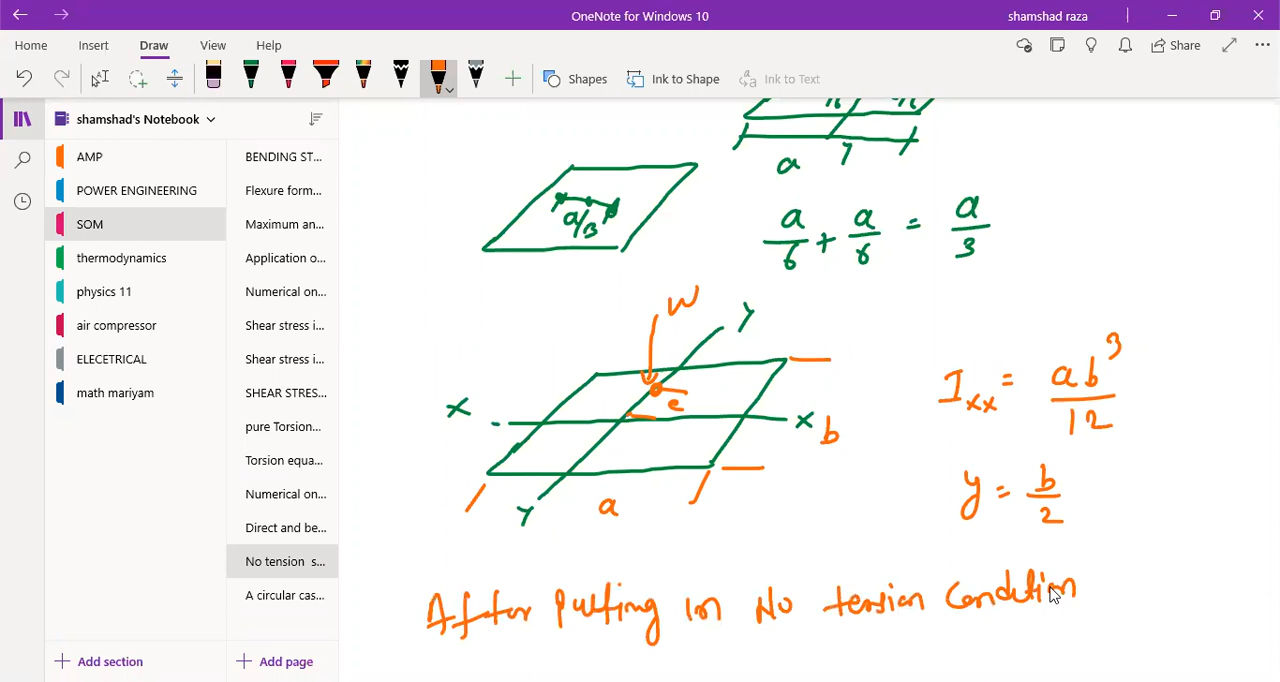 OneNote for Windows 10
shamshad raza
Home Insert Draw View Help
Share
Shapes
Ink to Shape
Ink to Text
shamshad's Notebook
AMP
POWER ENGINEERING
SOM
thermodynamics
physics 11
air compressor
ELECETRICAL
math mariyam
Add section
BENDING ST...
Flexure form...
Maximum an...
Application o...
Numerical on...
Shear stress i...
Shear stress i...
SHEAR STRES...
pure Torsion...
Torsion equa...
Numerical on...
Direct and be...
No tension s...
A circular cas...
Add page
a
y
a/3
a/6 + a/6 = a/3
W
y
e
x
x
b
y
a
Ixx = ab³/12
y = b/2
After Putting in No tension Condition